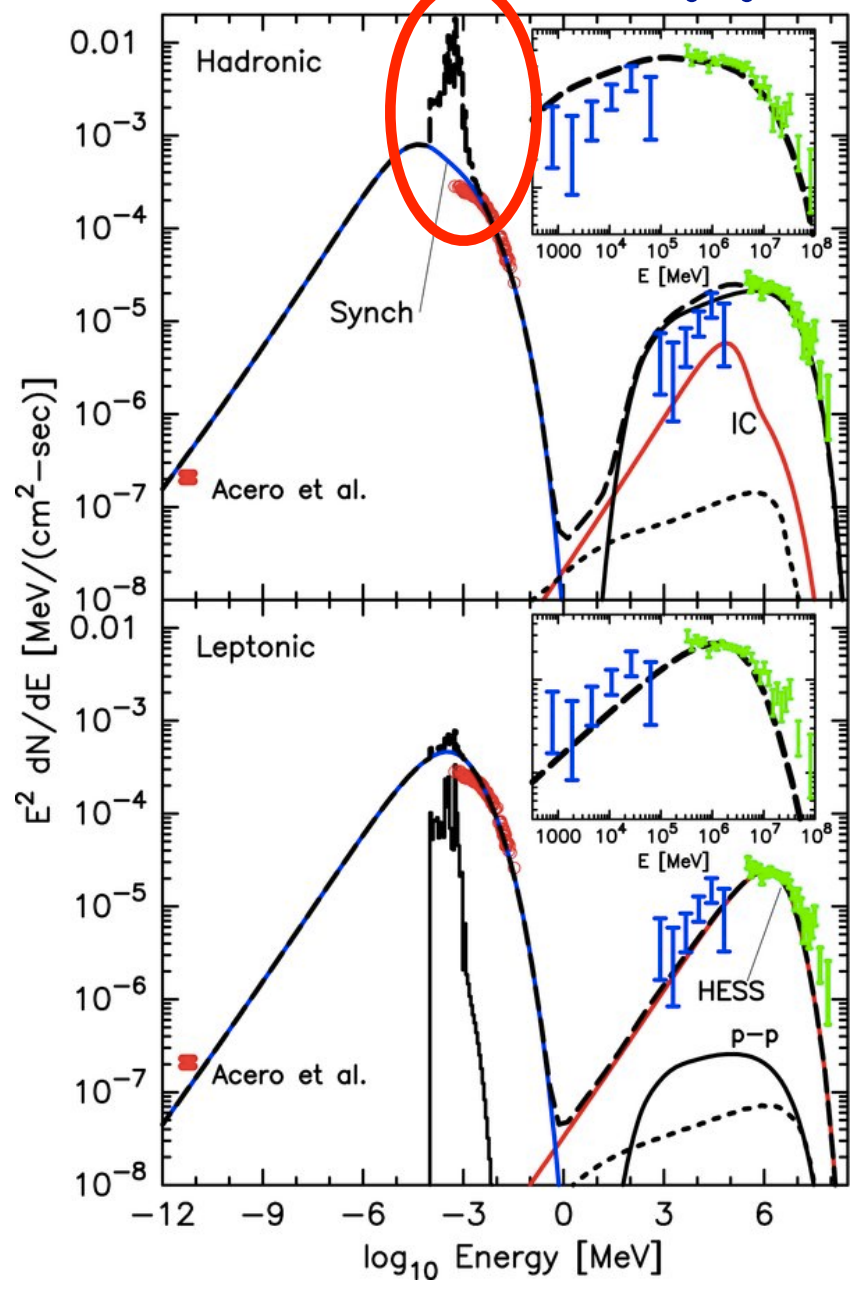 0.01
Hadronic
10⁻³
10⁻⁴
10⁻⁵
10⁻⁶
10⁻⁷
10⁻⁸
1000 10⁴ 10⁵ 10⁶ 10⁷ 10⁸
E [MeV]
Synch
IC
Acero et al.
E² dN/dE [MeV/(cm²−sec)]
0.01
Leptonic
10⁻³
10⁻⁴
10⁻⁵
10⁻⁶
10⁻⁷
10⁻⁸
1000 10⁴ 10⁵ 10⁶ 10⁷ 10⁸
E [MeV]
HESS
p−p
Acero et al.
−12 −9 −6 −3 0 3 6
log₁₀ Energy [MeV]